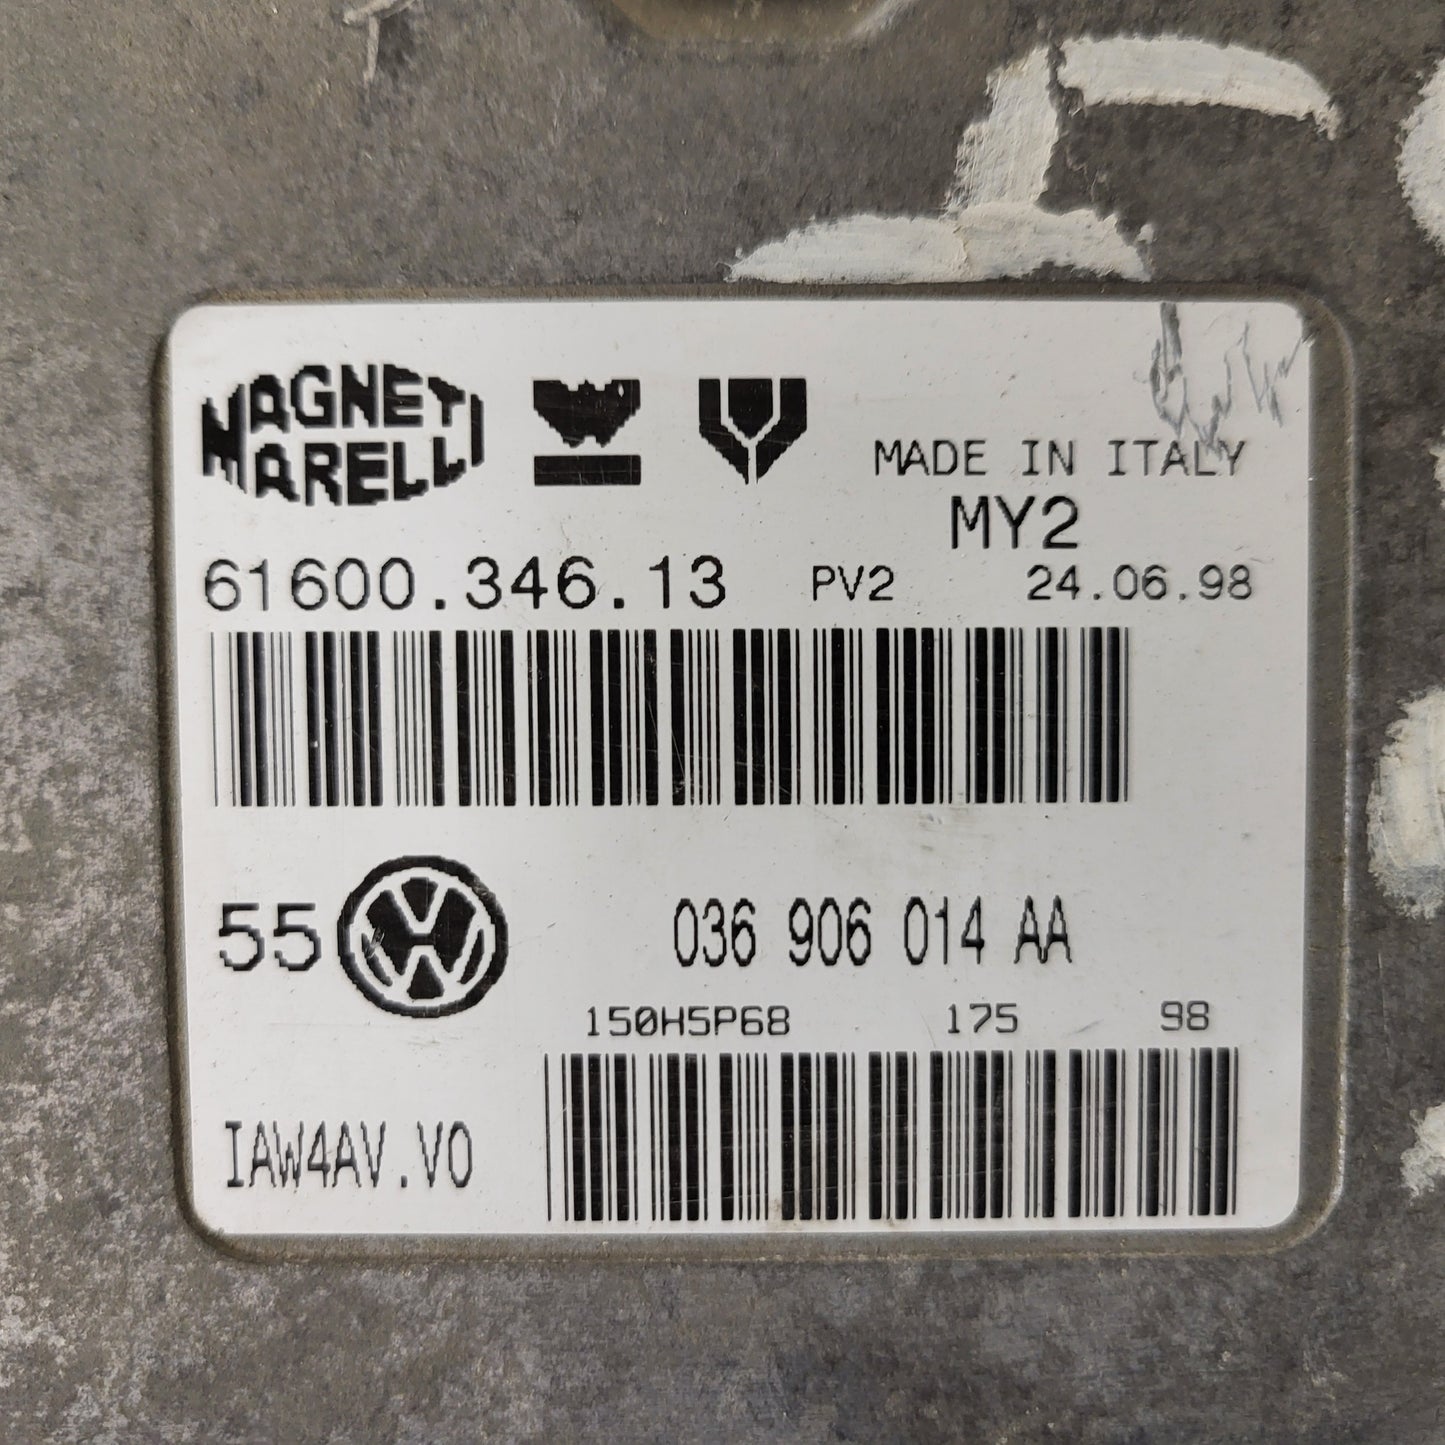 MAGNETI
MARELLI
MADE IN ITALY
MY2
61600.346.13 PV2 24.06.98
55 036 906 014 AA
150H5P68 175 98
IAW4AV.V0